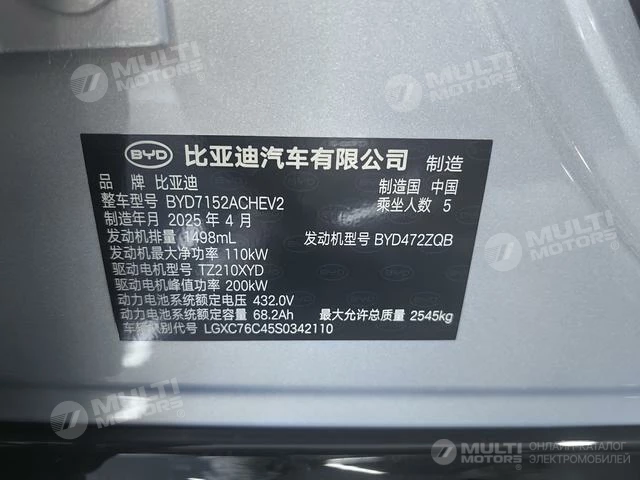 MULTI MOTORS
MULTI MOTORS
BYD 比亚迪汽车有限公司 制造
品 牌 比亚迪 制造国 中国
整车型号 BYD7152ACHEV2 乘坐人数 5
制造年月 2025 年 4 月
发动机排量 1498mL 发动机型号 BYD472ZQB
发动机最大净功率 110kW
驱动电机型号 TZ210XYD
驱动电机峰值功率 200kW
动力电池系统额定电压 432.0V
动力电池系统额定容量 68.2Ah 最大允许总质量 2545kg
车辆识别代号 LGXC76C45S0342110
MULTI MOTORS
MULTI MOTORS
MULTI MOTORS ОНЛАЙН-КАТАЛОГ ЭЛЕКТРОМОБИЛЕЙ